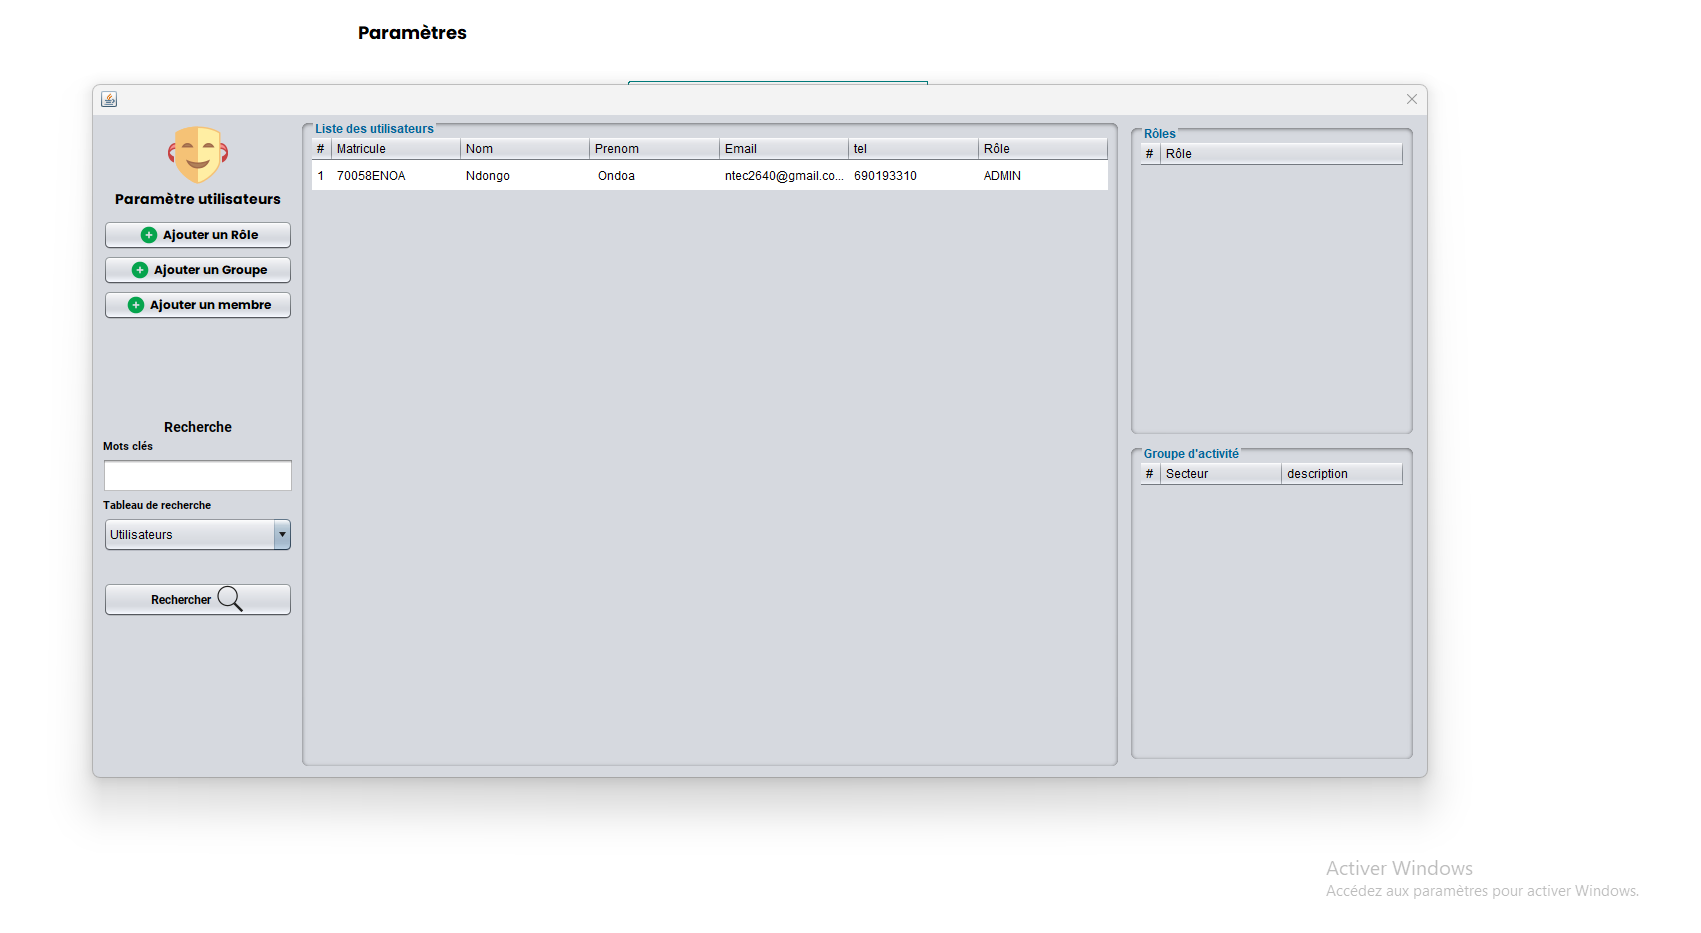 Paramètres
Paramètre utilisateurs
Ajouter un Rôle
Ajouter un Groupe
Ajouter un membre
Recherche
Mots clés
Tableau de recherche
Utilisateurs
Rechercher
Liste des utilisateurs
# Matricule Nom Prenom Email tel Rôle
1 70058ENOA Ndongo Ondoa ntec2640@gmail.co... 690193310 ADMIN
Rôles
# Rôle
Groupe d'activité
# Secteur description
Activer Windows
Accédez aux paramètres pour activer Windows.